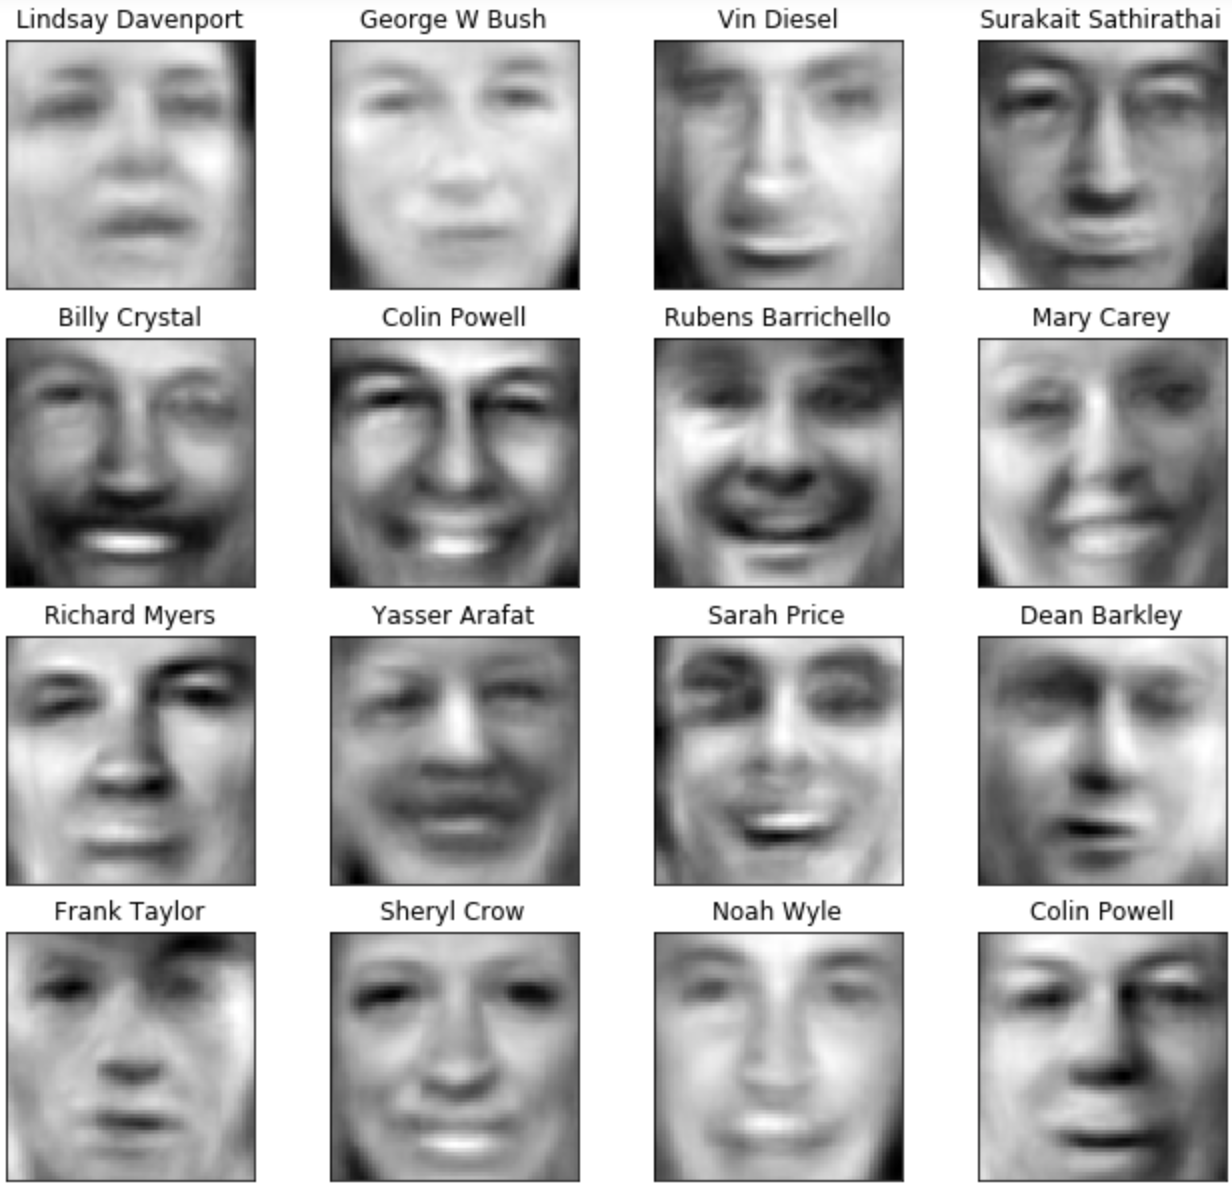 Lindsay Davenport George W Bush Vin Diesel Surakait Sathirathai
Billy Crystal Colin Powell Rubens Barrichello Mary Carey
Richard Myers Yasser Arafat Sarah Price Dean Barkley
Frank Taylor Sheryl Crow Noah Wyle Colin Powell